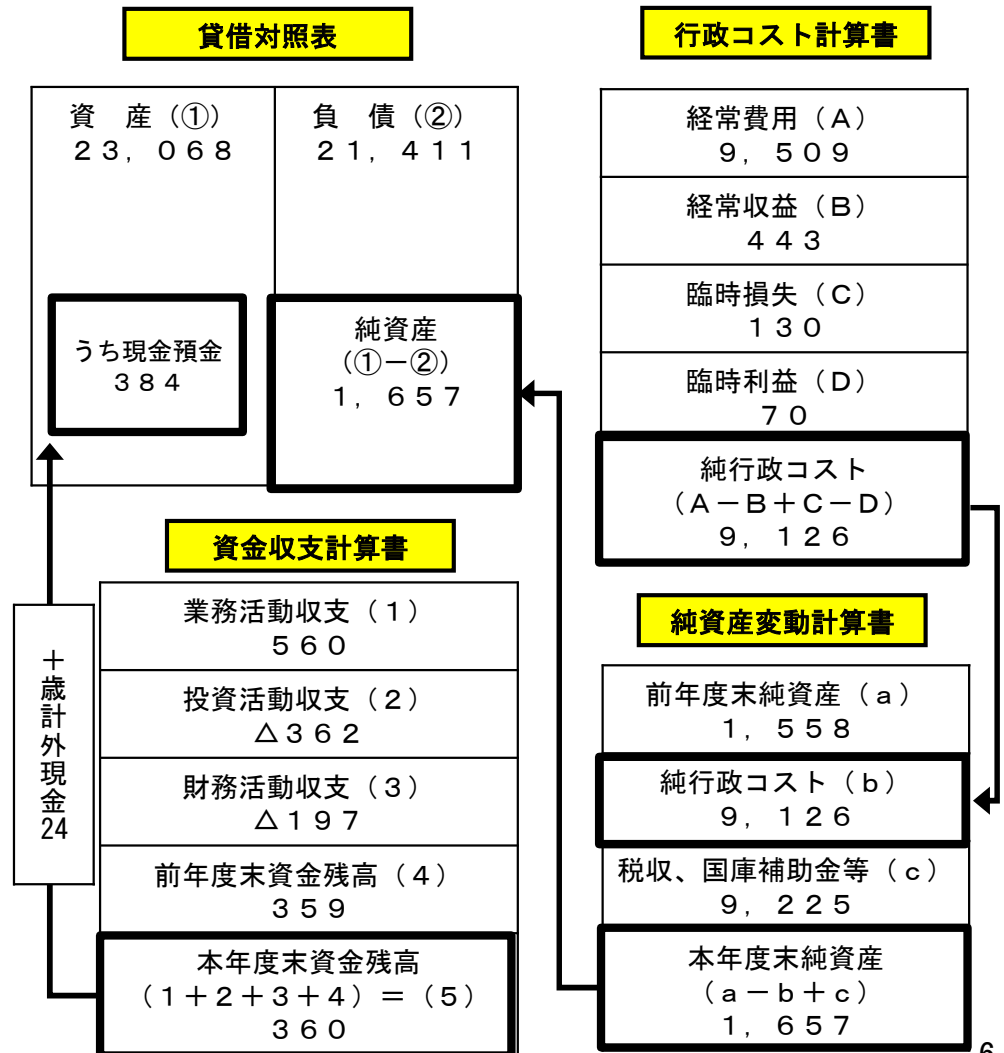 貸借対照表
資　産（①）
２３，０６８
負　債（②）
２１，４１１
うち現金預金
３８４
純資産
（①－②）
１，６５７
行政コスト計算書
経常費用（Ａ）
９，５０９
経常収益（Ｂ）
４４３
臨時損失（Ｃ）
１３０
臨時利益（Ｄ）
７０
純行政コスト
（Ａ－Ｂ＋Ｃ－Ｄ）
９，１２６
資金収支計算書
業務活動収支（１）
５６０
投資活動収支（２）
△３６２
財務活動収支（３）
△１９７
前年度末資金残高（４）
３５９
本年度末資金残高
（１＋２＋３＋４）＝（５）
３６０
＋歳計外現金24
純資産変動計算書
前年度末純資産（ａ）
１，５５８
純行政コスト（ｂ）
９，１２６
税収、国庫補助金等（ｃ）
９，２２５
本年度末純資産
（ａ－ｂ＋ｃ）
１，６５７
6